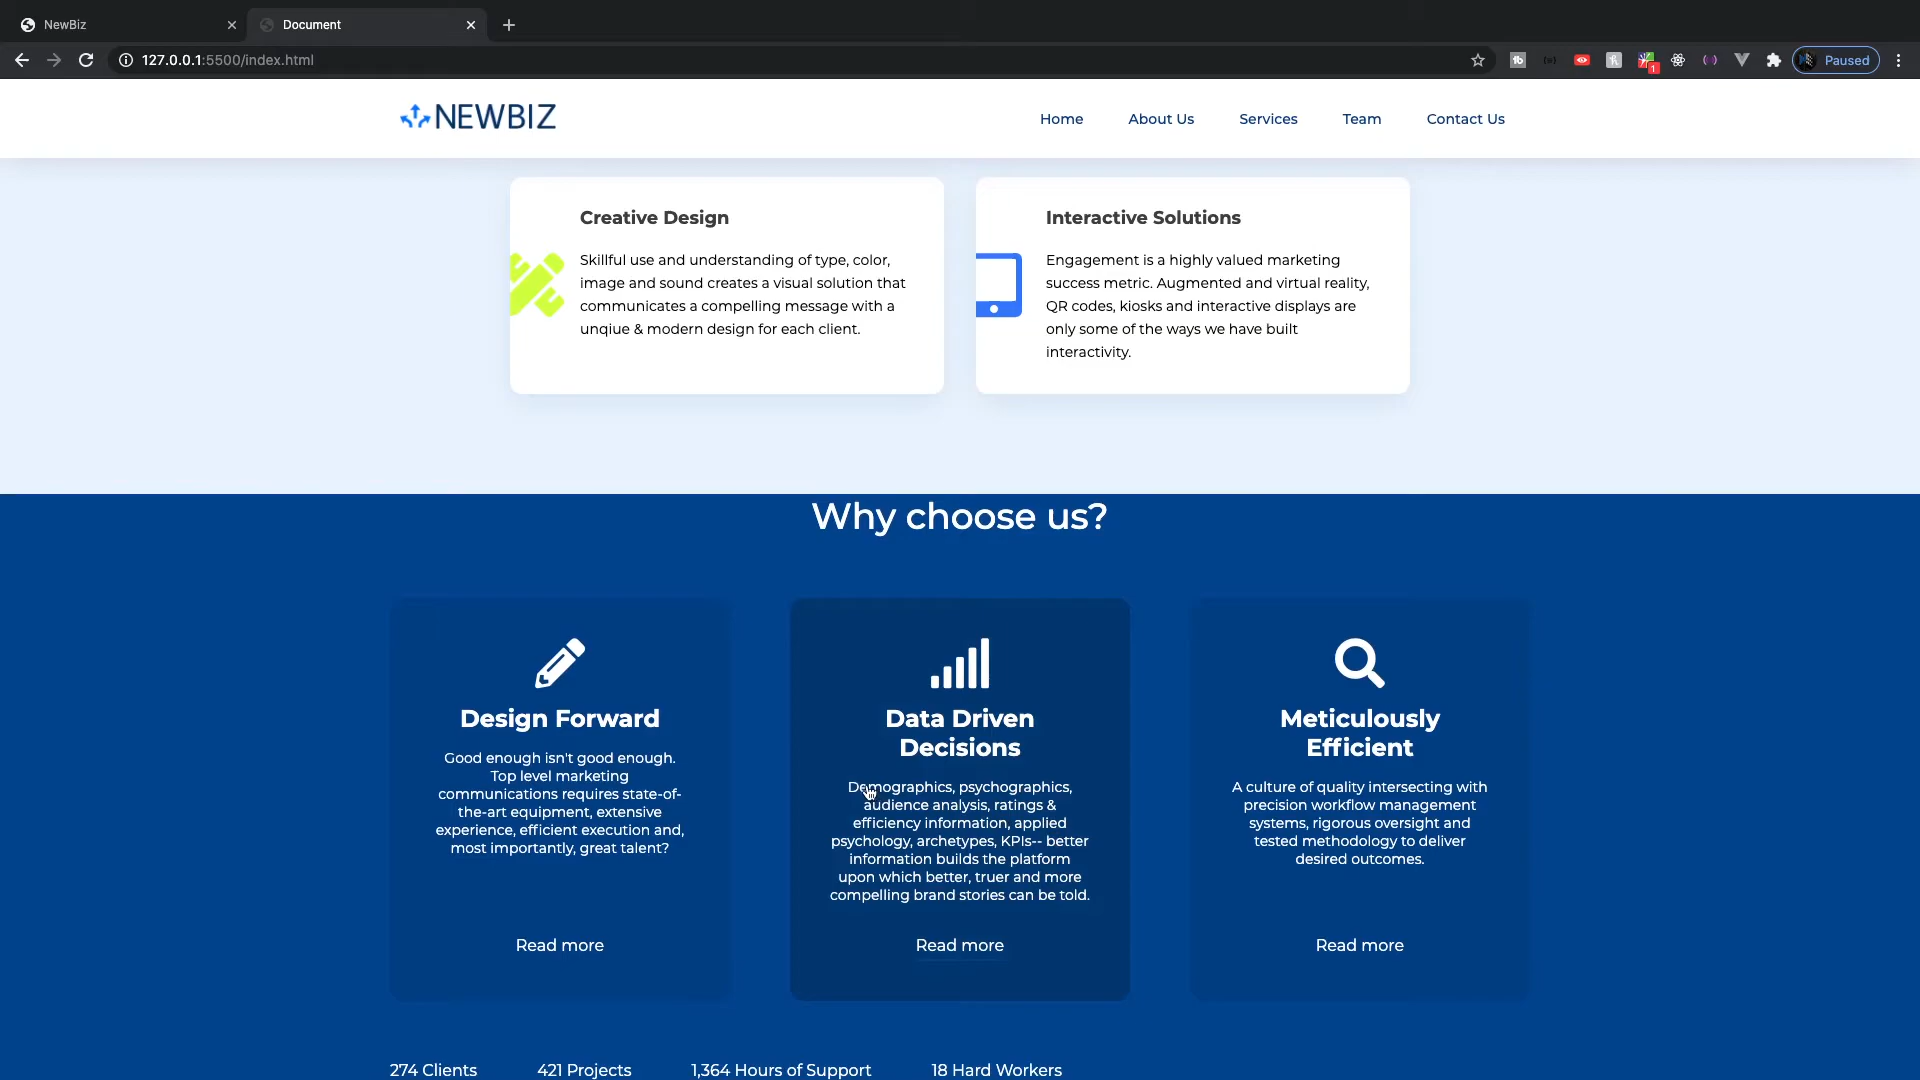 NewBiz
Document
127.0.0.1:5500/index.html
Paused
1
NEWBIZ
Home
About Us
Services
Team
Contact Us
Creative Design
Skillful use and understanding of type, color,
image and sound creates a visual solution that
communicates a compelling message with a
unqiue & modern design for each client.
Interactive Solutions
Engagement is a highly valued marketing
success metric. Augmented and virtual reality,
QR codes, kiosks and interactive displays are
only some of the ways we have built
interactivity.
Why choose us?
Design Forward
Good enough isn't good enough.
Top level marketing
communications requires state-of-
the-art equipment, extensive
experience, efficient execution and,
most importantly, great talent?
Read more
Data Driven
Decisions
Demographics, psychographics,
audience analysis, ratings &
efficiency information, applied
psychology, archetypes, KPIs-- better
information builds the platform
upon which better, truer and more
compelling brand stories can be told.
Read more
Meticulously
Efficient
A culture of quality intersecting with
precision workflow management
systems, rigorous oversight and
tested methodology to deliver
desired outcomes.
Read more
274 Clients
421 Projects
1,364 Hours of Support
18 Hard Workers